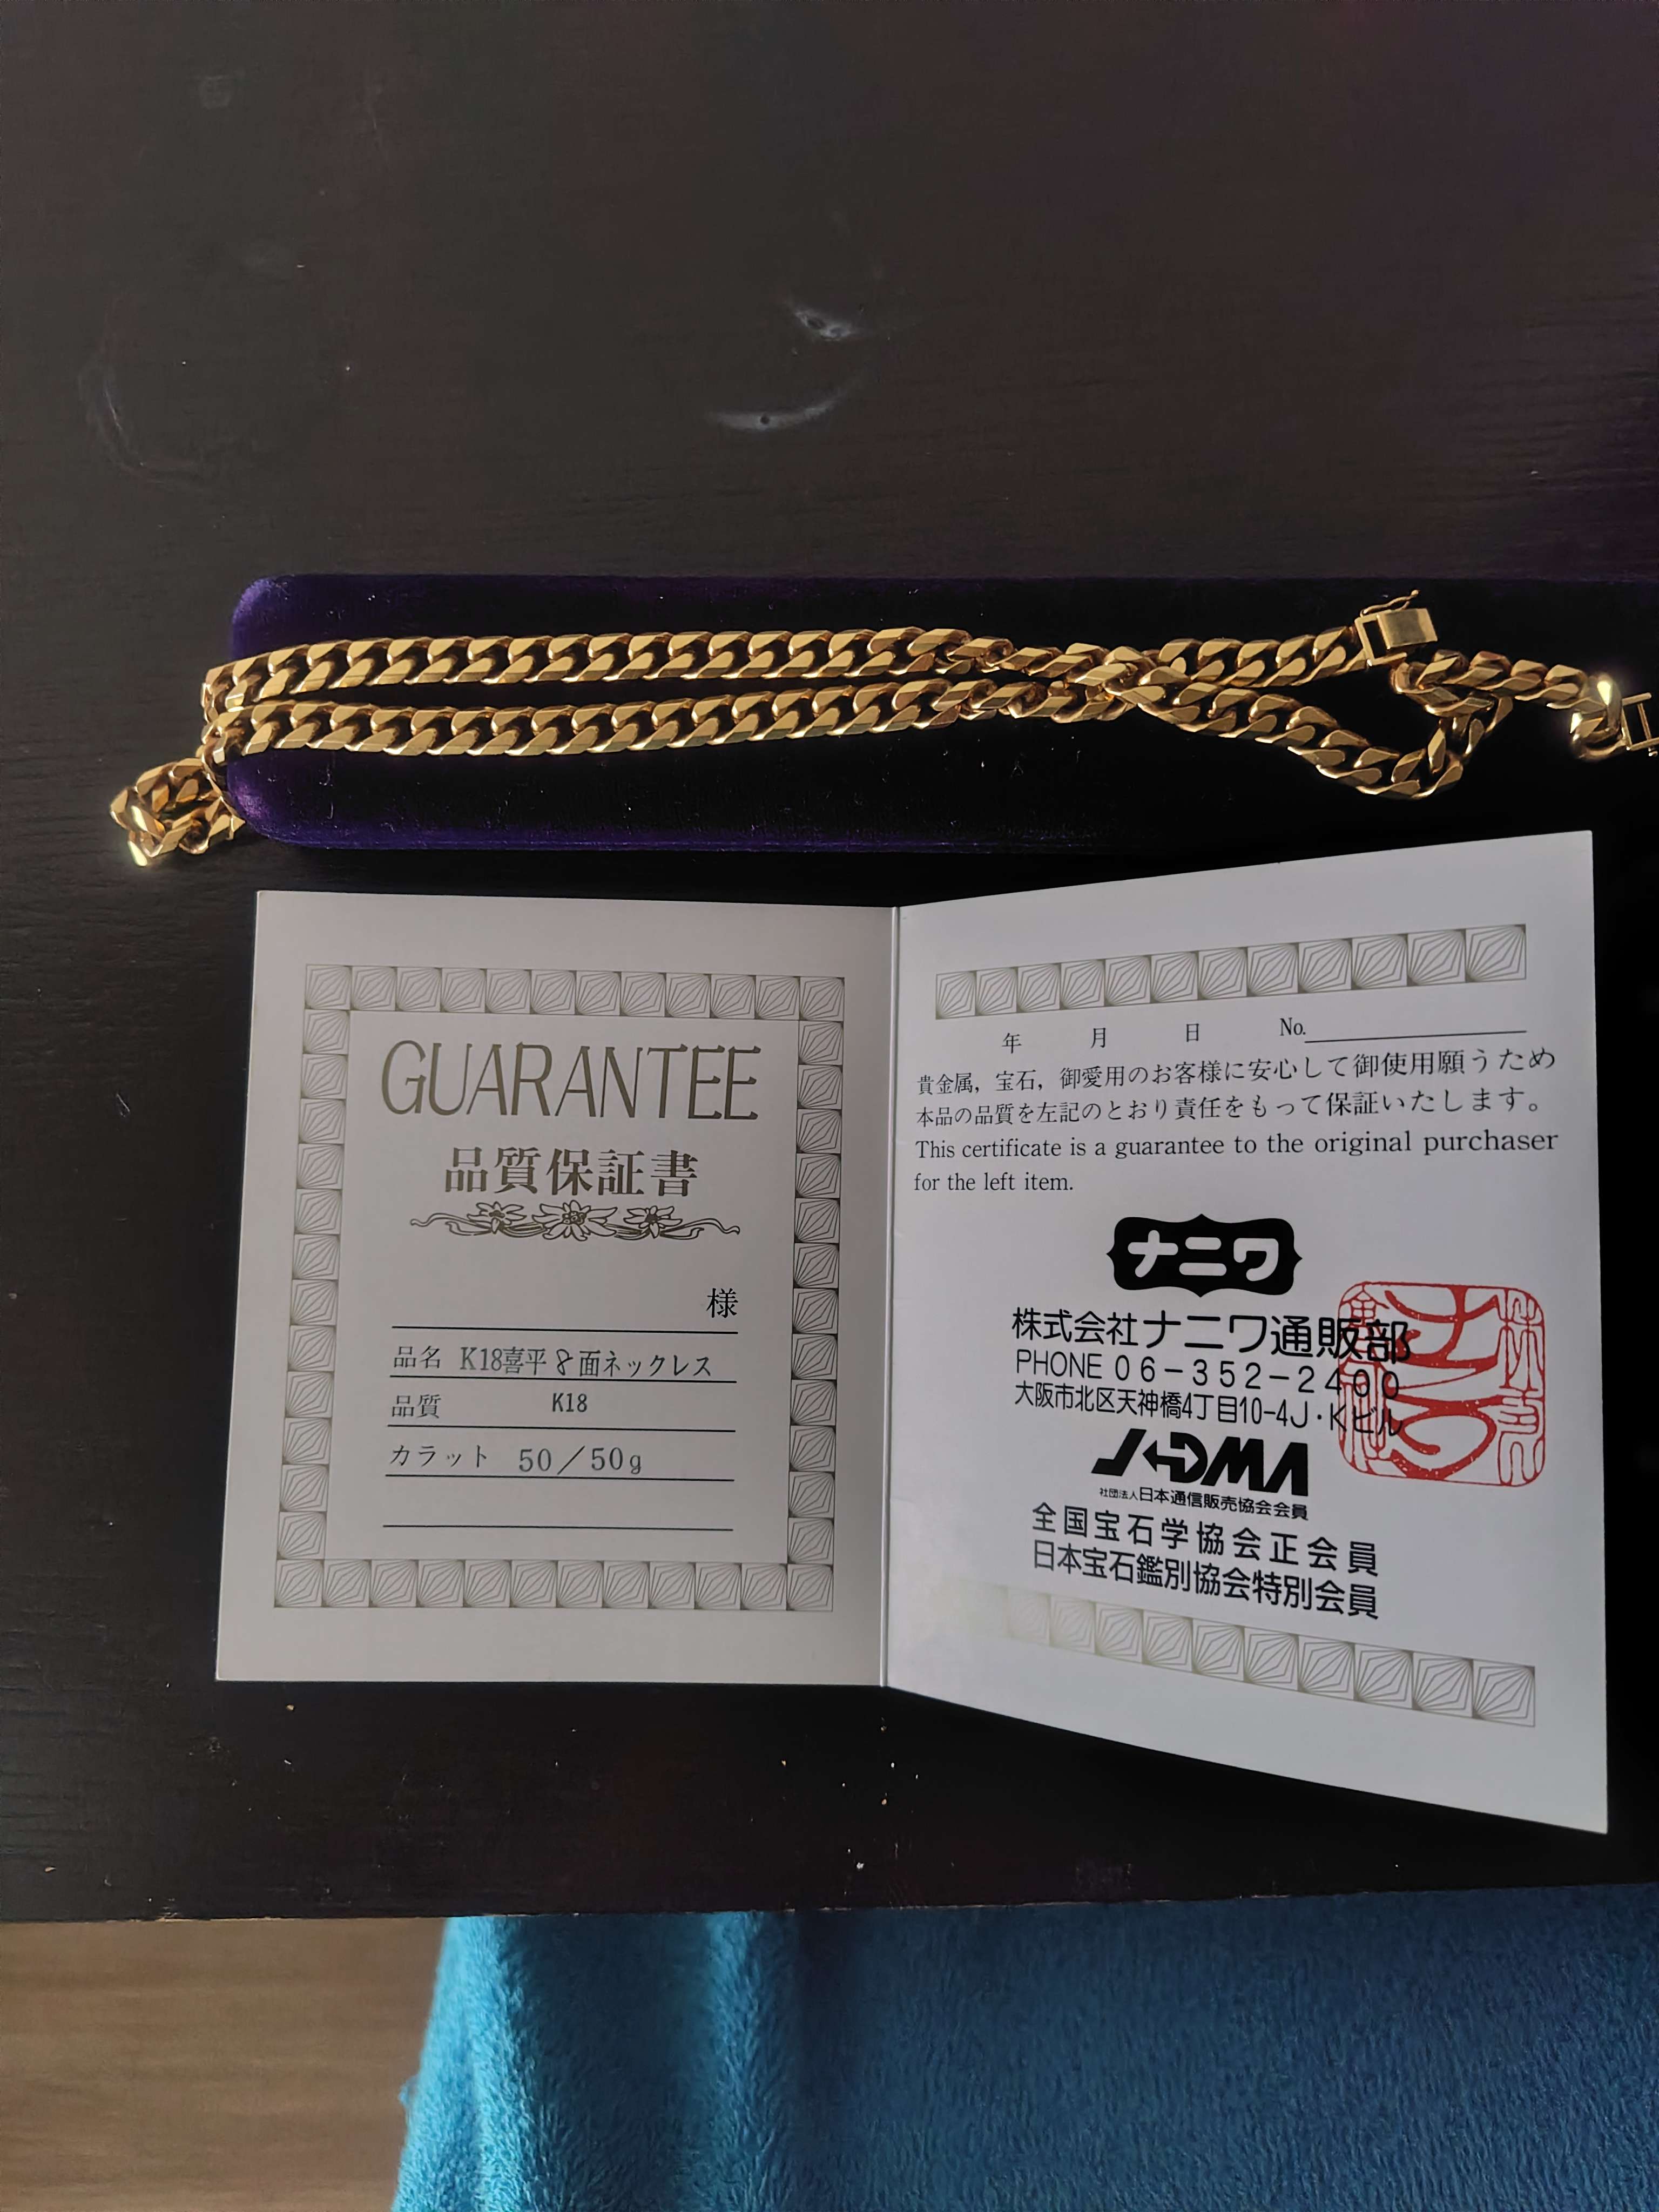 GUARANTEE
品質保証書
様
品名 K18喜平8面ネックレス
品質 K18
カラット 50/50g
年 月 日 No.
貴金属,宝石,御愛用のお客様に安心して御使用願うため
本品の品質を左記のとおり責任をもって保証いたします。
This certificate is a guarantee to the original purchaser
for the left item.
ナニワ
株式会社ナニワ通販部
PHONE 06-352-2400
大阪市北区天神橋4丁目10-4J・Kビル
JADMA
社団法人日本通信販売協会会員
全国宝石学協会正会員
日本宝石鑑別協会特別会員